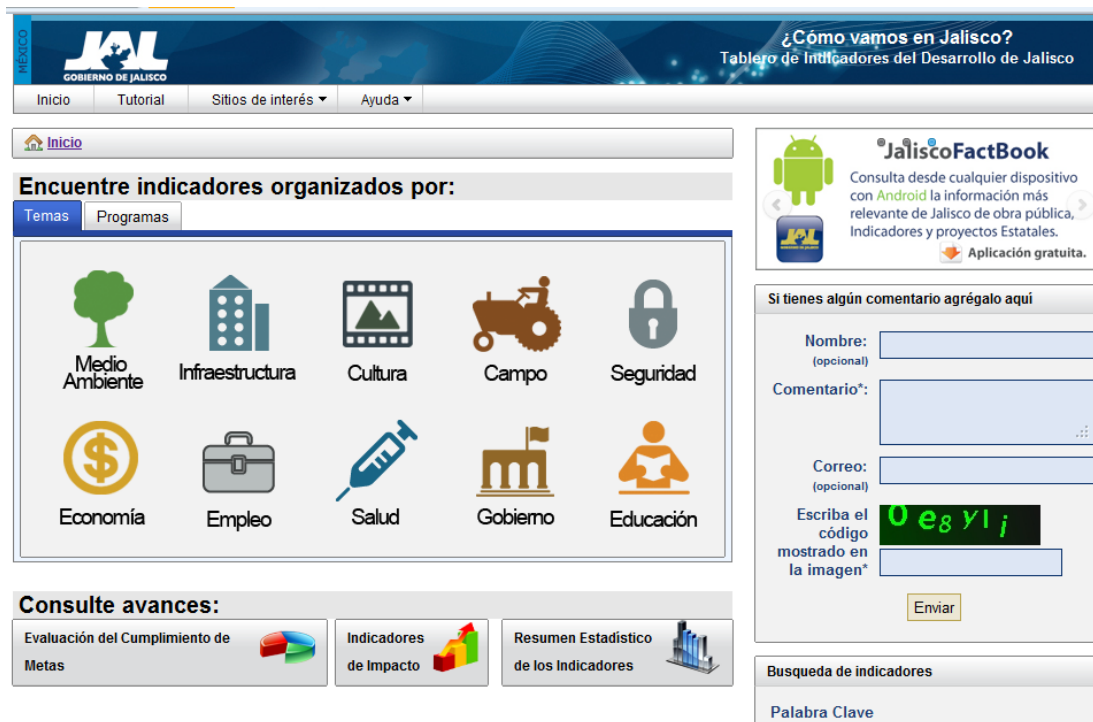 MÉXICO
JAL
GOBIERNO DE JALISCO
¿Cómo vamos en Jalisco?
Tablero de Indicadores del Desarrollo de Jalisco
Inicio Tutorial Sitios de interés Ayuda
Inicio
Encuentre indicadores organizados por:
Temas Programas
Medio
Ambiente
Infraestructura
Cultura
Campo
Seguridad
Economía
Empleo
Salud
Gobierno
Educación
Consulte avances:
Evaluación del Cumplimiento de
Metas
Indicadores
de Impacto
Resumen Estadístico
de los Indicadores
JaliscoFactBook
Consulta desde cualquier dispositivo
con Android la información más
relevante de Jalisco de obra pública,
Indicadores y proyectos Estatales.
Aplicación gratuita.
JAL
Si tienes algún comentario agrégalo aquí
Nombre:
(opcional)
Comentario*:
Correo:
(opcional)
Escriba el
código
mostrado en
la imagen*
Enviar
Busqueda de indicadores
Palabra Clave